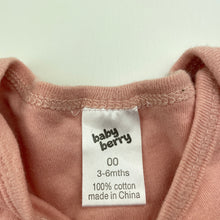 baby
berry
00
3-6mths
100% cotton
made in China